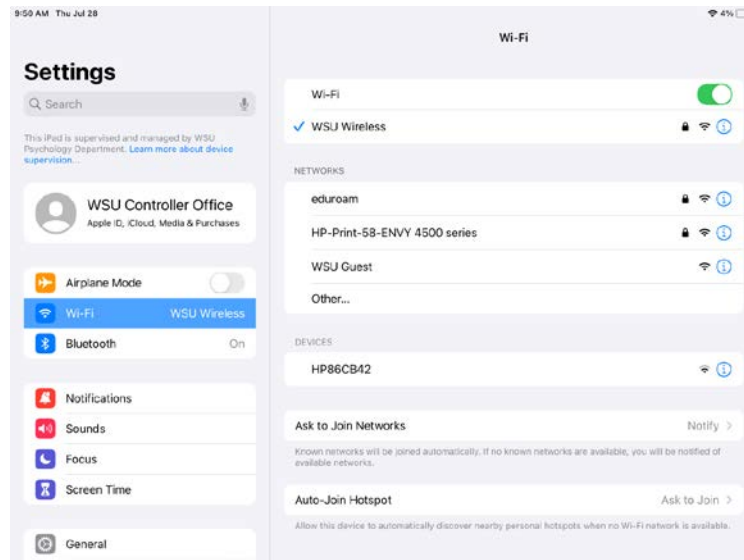 9:50 AM Thu Jul 28
4%
Settings
Search
This iPad is supervised and managed by WSU
Psychology Department. Learn more about device
supervision...
WSU Controller Office
Apple ID, iCloud, Media & Purchases
Airplane Mode
Wi-Fi WSU Wireless
Bluetooth On
Notifications
Sounds
Focus
Screen Time
General
Wi-Fi
Wi-Fi
WSU Wireless
NETWORKS
eduroam
HP-Print-58-ENVY 4500 series
WSU Guest
Other...
DEVICES
HP86CB42
Ask to Join Networks Notify
Known networks will be joined automatically. If no known networks are available, you will be notified of
available networks.
Auto-Join Hotspot Ask to Join
Allow this device to automatically discover nearby personal hotspots when no Wi-Fi network is available.